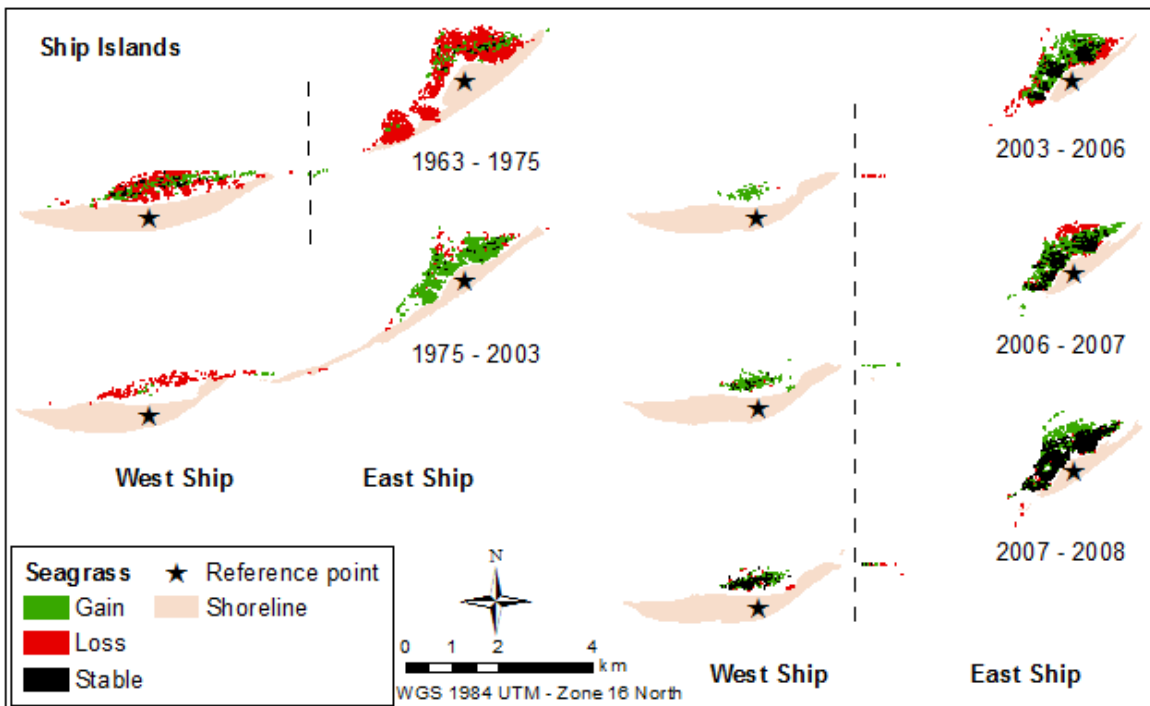 Ship Islands
1963 - 1975
1975 - 2003
West Ship
East Ship
2003 - 2006
2006 - 2007
2007 - 2008
West Ship
East Ship
Seagrass
Reference point
Gain
Shoreline
Loss
Stable
N
0 1 2 4
km
WGS 1984 UTM - Zone 16 North